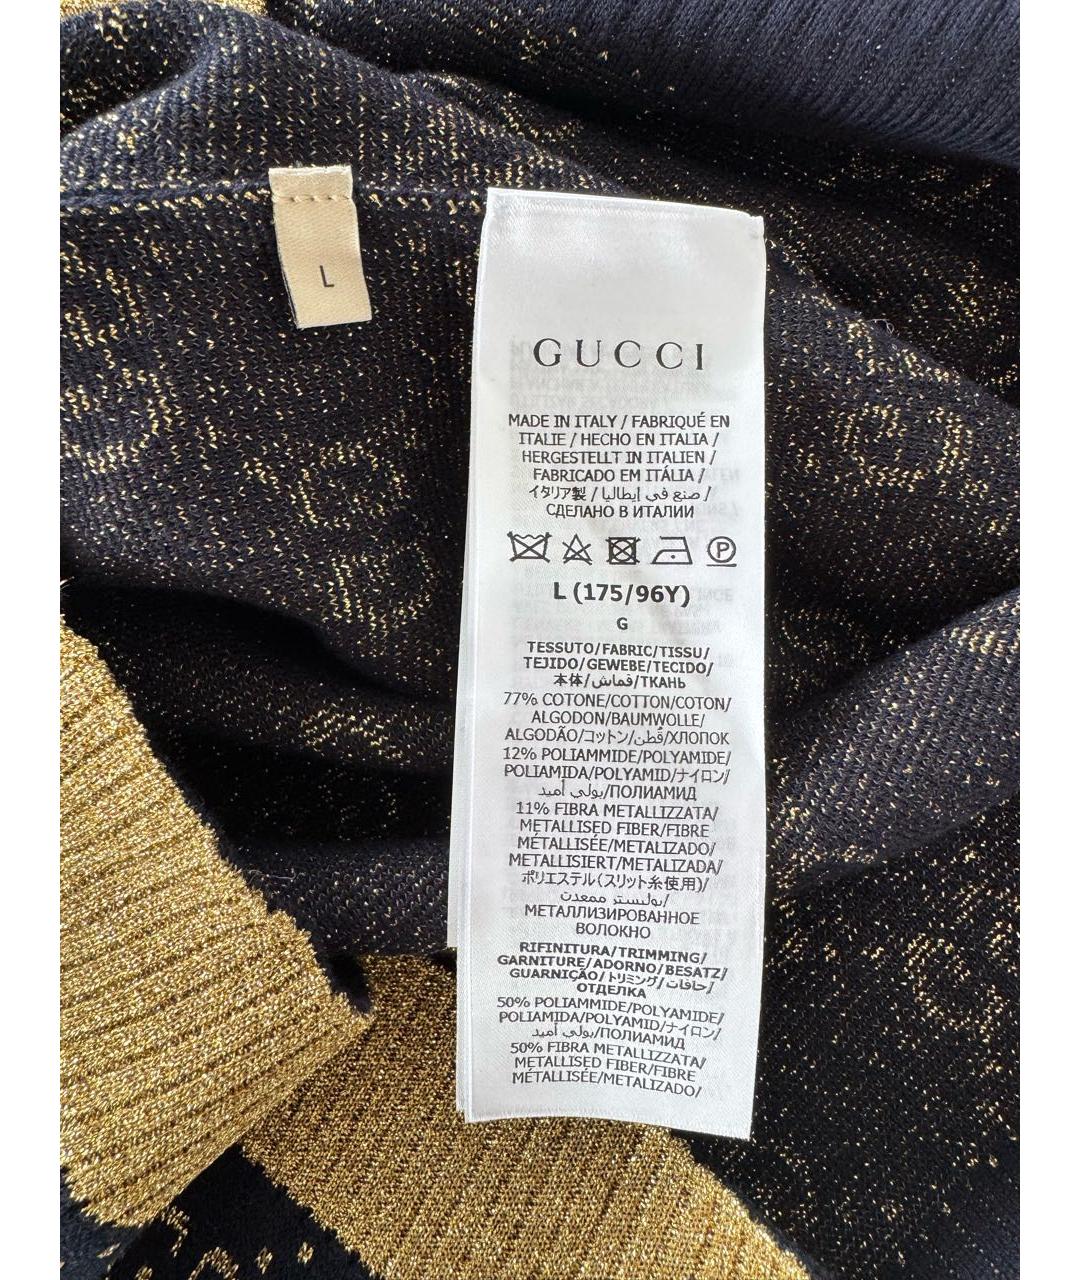 L
GUCCI
MADE IN ITALY / FABRIQUÉ EN
ITALIE / HECHO EN ITALIA /
HERGESTELLT IN ITALIEN /
FABRICADO EM ITÁLIA /
イタリア製 / صنع في إيطاليا /
СДЕЛАНО В ИТАЛИИ
P
L (175/96Y)
G
TESSUTO/FABRIC/TISSU/
TEJIDO/GEWEBE/TECIDO/
本体/قماش/ТКАНЬ
77% COTONE/COTTON/COTON/
ALGODON/BAUMWOLLE/
ALGODÃO/コットン/قطن/ХЛОПОК
12% POLIAMMIDE/POLYAMIDE/
POLIAMIDA/POLYAMID/ナイロン/
بولي أميد/ПОЛИАМИД
11% FIBRA METALLIZZATA/
METALLISED FIBER/FIBRE
MÉTALLISÉE/METALIZADO/
METALLISIERT/METALIZADA/
ポリエステル(スリット糸使用)/
بوليستر ممعدن/
МЕТАЛЛИЗИРОВАННОЕ
ВОЛОКНО
RIFINITURA/TRIMMING/
GARNITURE/ADORNO/BESATZ/
GUARNIÇÃO/トリミング/حافات/
ОТДЕЛКА
50% POLIAMMIDE/POLYAMIDE/
POLIAMIDA/POLYAMID/ナイロン/
بولي أميد/ПОЛИАМИД
50% FIBRA METALLIZZATA/
METALLISED FIBER/FIBRE
MÉTALLISÉE/METALIZADO/